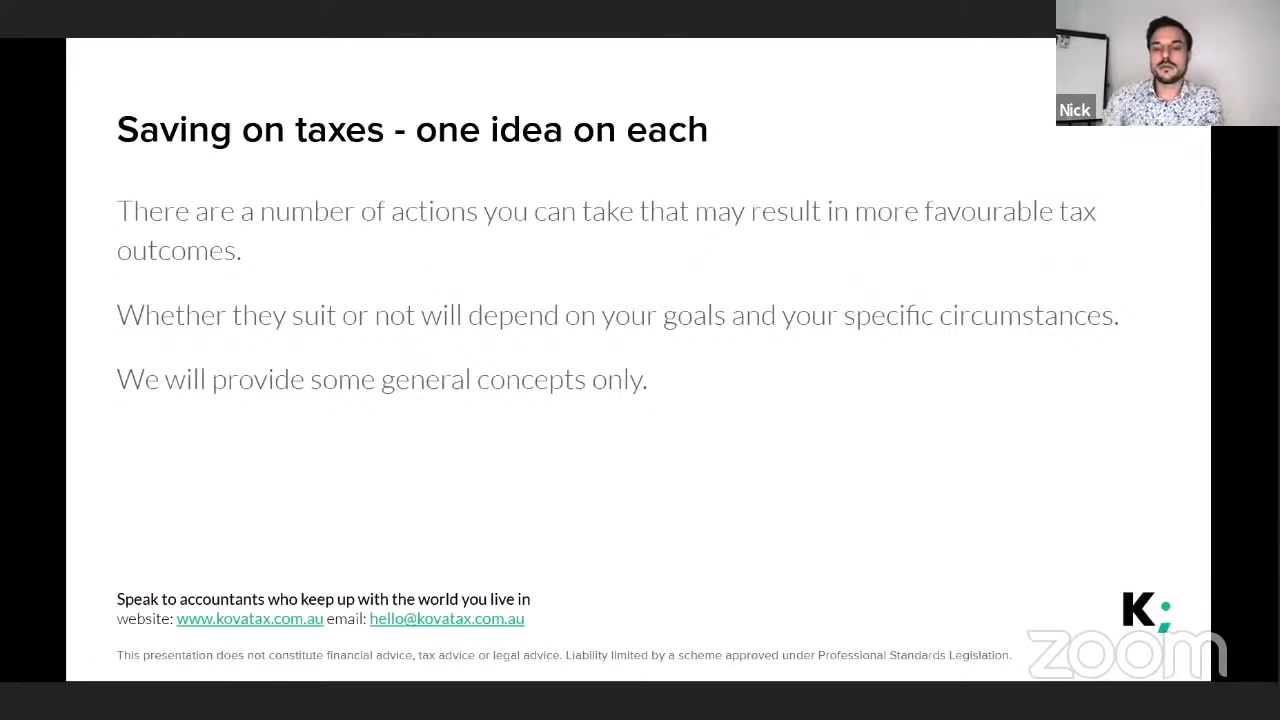 Nick
Saving on taxes - one idea on each
There are a number of actions you can take that may result in more favourable tax
outcomes.
Whether they suit or not will depend on your goals and your specific circumstances.
We will provide some general concepts only.
Speak to accountants who keep up with the world you live in
website: www.kovatax.com.au email: hello@kovatax.com.au
K;
This presentation does not constitute financial advice, tax advice or legal advice. Liability limited by a scheme approved under Professional Standards Legislation.
zoom